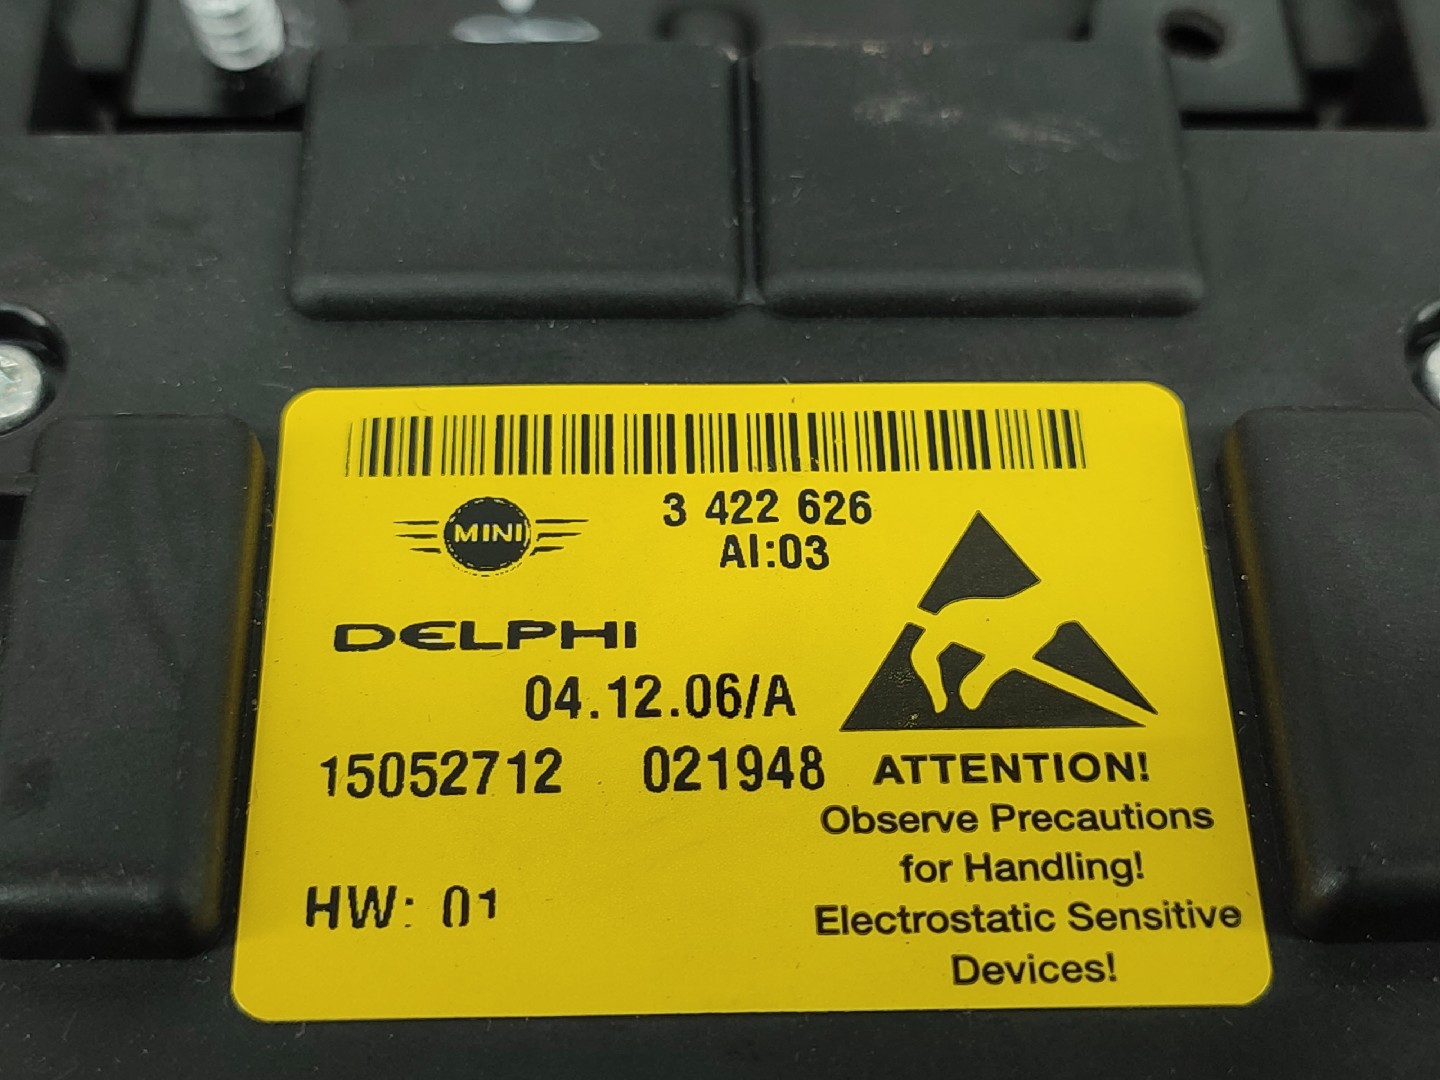 MINI
3 422 626
AI:03
DELPHI
04.12.06/A
15052712 021948
HW: 01
ATTENTION!
Observe Precautions
for Handling!
Electrostatic Sensitive
Devices!